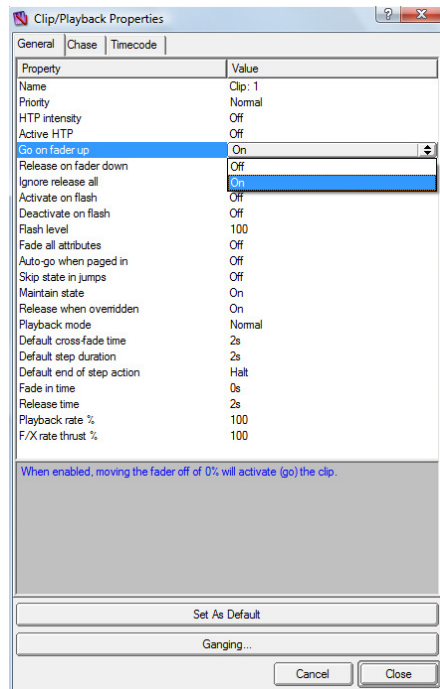 Clip/Playback Properties
General Chase Timecode
Property Value
Name Clip: 1
Priority Normal
HTP intensity Off
Active HTP Off
Go on fader up On
Release on fader down Off
Ignore release all On
Activate on flash Off
Deactivate on flash Off
Flash level 100
Fade all attributes Off
Auto-go when paged in Off
Skip state in jumps Off
Maintain state On
Release when overridden On
Playback mode Normal
Default cross-fade time 2s
Default step duration 2s
Default end of step action Halt
Fade in time 0s
Release time 2s
Playback rate % 100
F/X rate thrust % 100
When enabled, moving the fader off of 0% will activate (go) the clip.
Set As Default
Ganging...
Cancel Close